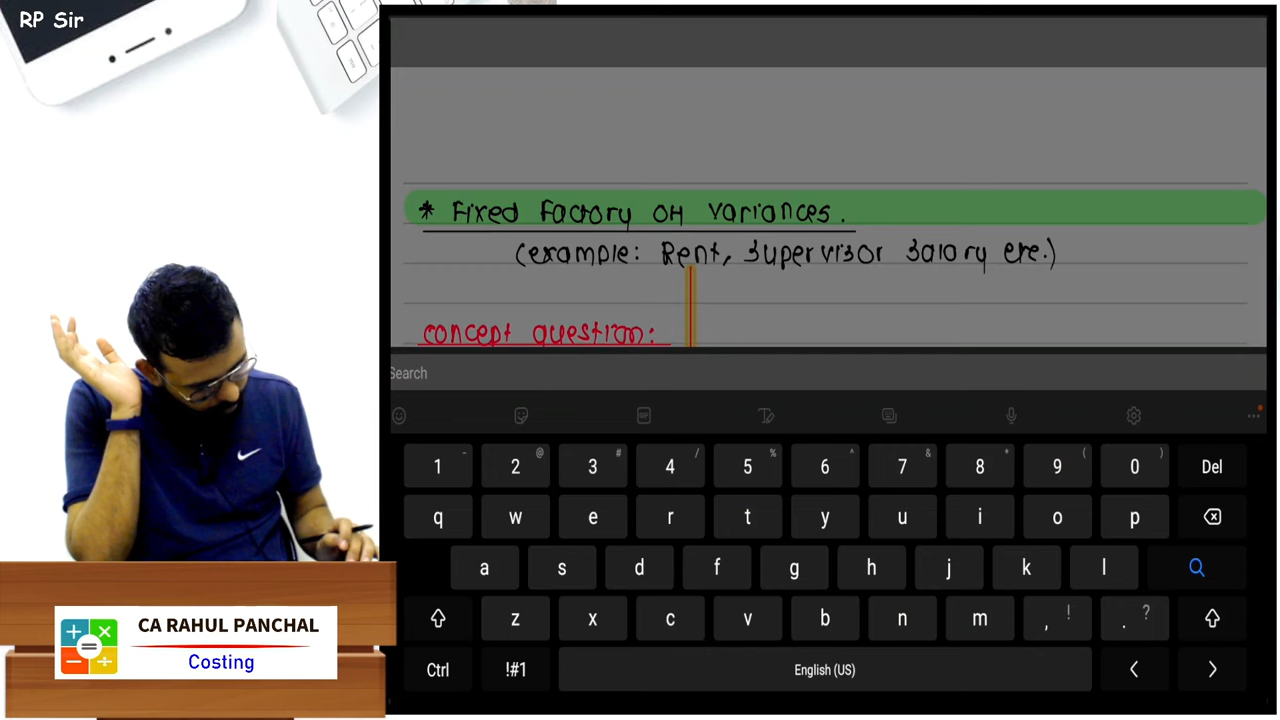 RP Sir
* Fixed Factory OH Variances.
(example: Rent, Supervisor Salary etc.)
concept question:
Search
1 - 2 @ 3 # 4 / 5 % 6 ^ 7 & 8 * 9 ( 0 ) Del
q w e r t y u i o p
a s d f g h j k l
z x c v b n m , ! . ?
Ctrl !#1 English (US) < >
CA RAHUL PANCHAL
Costing